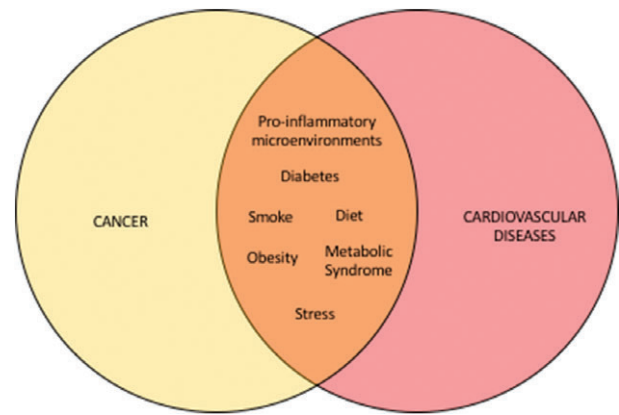 Pro-inflammatory
microenvironments
Diabetes
Smoke
Diet
CANCER
CARDIOVASCULAR
DISEASES
Obesity
Metabolic
Syndrome
Stress